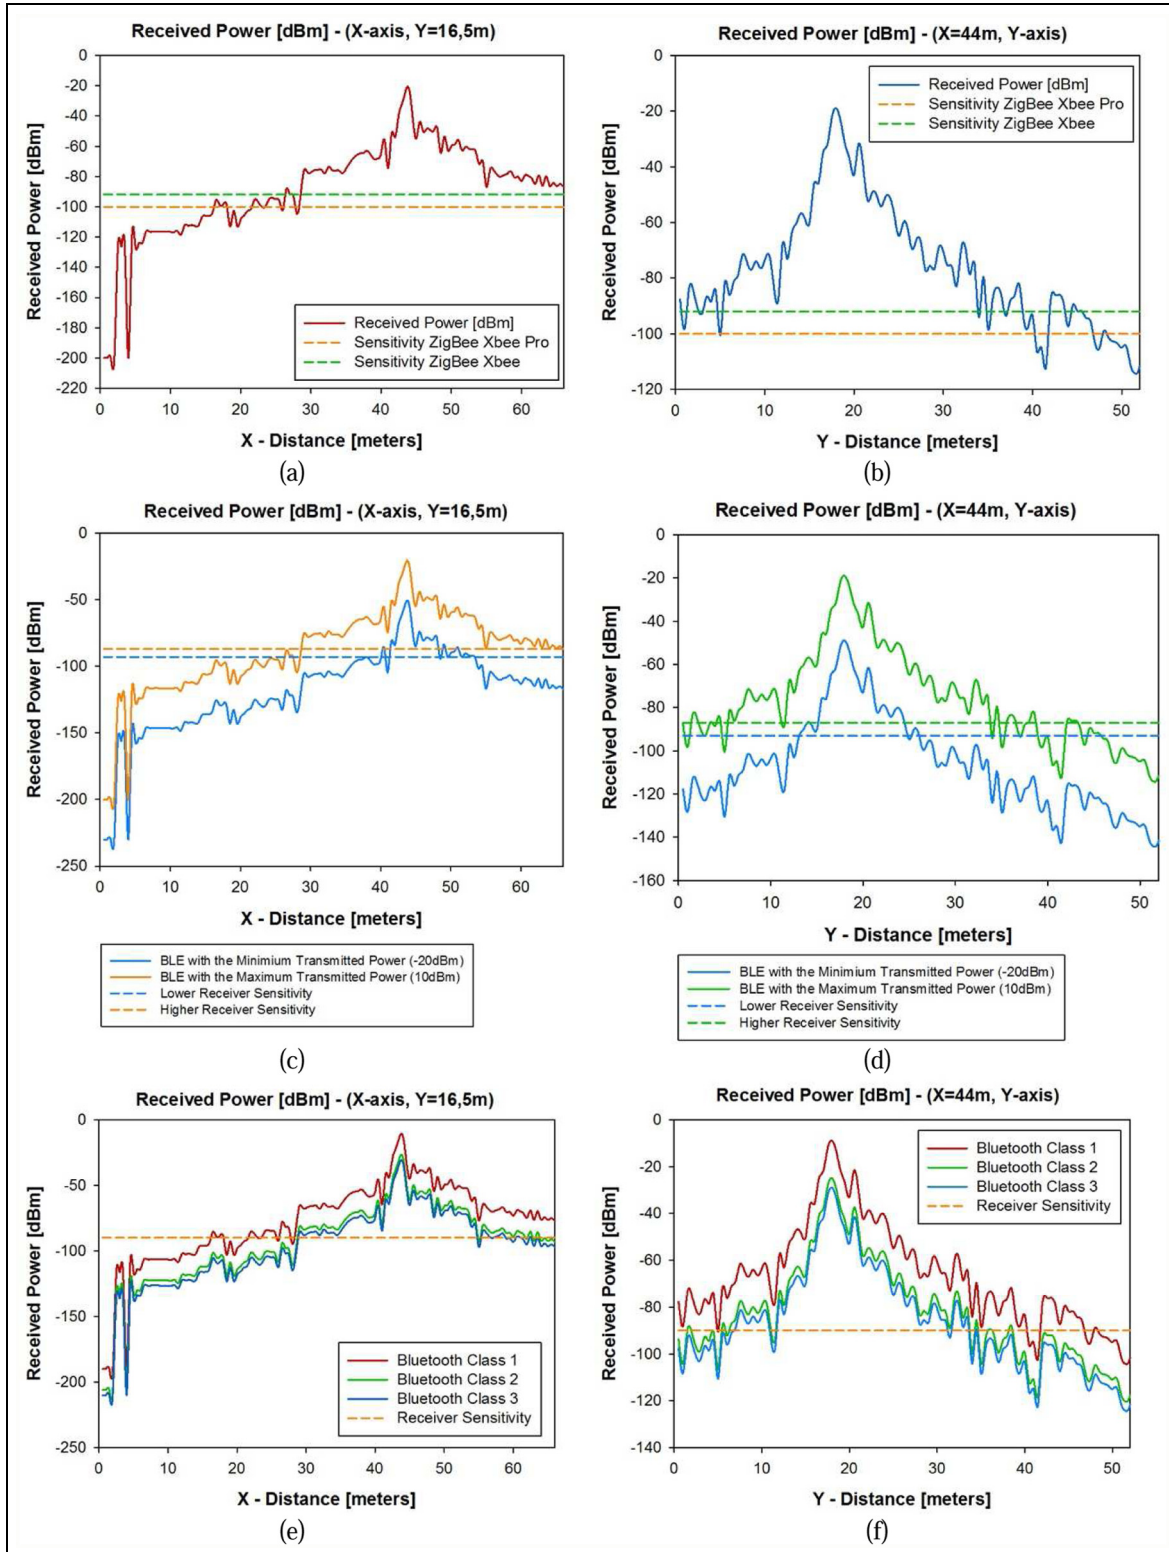 Received Power [dBm] - (X-axis, Y=16,5m)
Received Power [dBm]
0
-20
-40
-60
-80
-100
-120
-140
-160
-180
-200
-220
Received Power [dBm]
Sensitivity ZigBee Xbee Pro
Sensitivity ZigBee Xbee
0 10 20 30 40 50 60
X - Distance [meters]
(a)
Received Power [dBm] - (X=44m, Y-axis)
Received Power [dBm]
0
-20
-40
-60
-80
-100
-120
Received Power [dBm]
Sensitivity ZigBee Xbee Pro
Sensitivity ZigBee Xbee
0 10 20 30 40 50
Y - Distance [meters]
(b)
Received Power [dBm] - (X-axis, Y=16,5m)
Received Power [dBm]
0
-50
-100
-150
-200
-250
0 10 20 30 40 50 60
X - Distance [meters]
BLE with the Minimium Transmitted Power (-20dBm)
BLE with the Maximum Transmitted Power (10dBm)
Lower Receiver Sensitivity
Higher Receiver Sensitivity
(c)
Received Power [dBm] - (X=44m, Y-axis)
Received Power [dBm]
0
-20
-40
-60
-80
-100
-120
-140
-160
0 10 20 30 40 50
Y - Distance [meters]
BLE with the Minimium Transmitted Power (-20dBm)
BLE with the Maximum Transmitted Power (10dBm)
Lower Receiver Sensitivity
Higher Receiver Sensitivity
(d)
Received Power [dBm] - (X-axis, Y=16,5m)
Received Power [dBm]
0
-50
-100
-150
-200
-250
Bluetooth Class 1
Bluetooth Class 2
Bluetooth Class 3
Receiver Sensitivity
0 10 20 30 40 50 60
X - Distance [meters]
(e)
Received Power [dBm] - (X=44m, Y-axis)
Received Power [dBm]
0
-20
-40
-60
-80
-100
-120
-140
Bluetooth Class 1
Bluetooth Class 2
Bluetooth Class 3
Receiver Sensitivity
0 10 20 30 40 50
Y - Distance [meters]
(f)